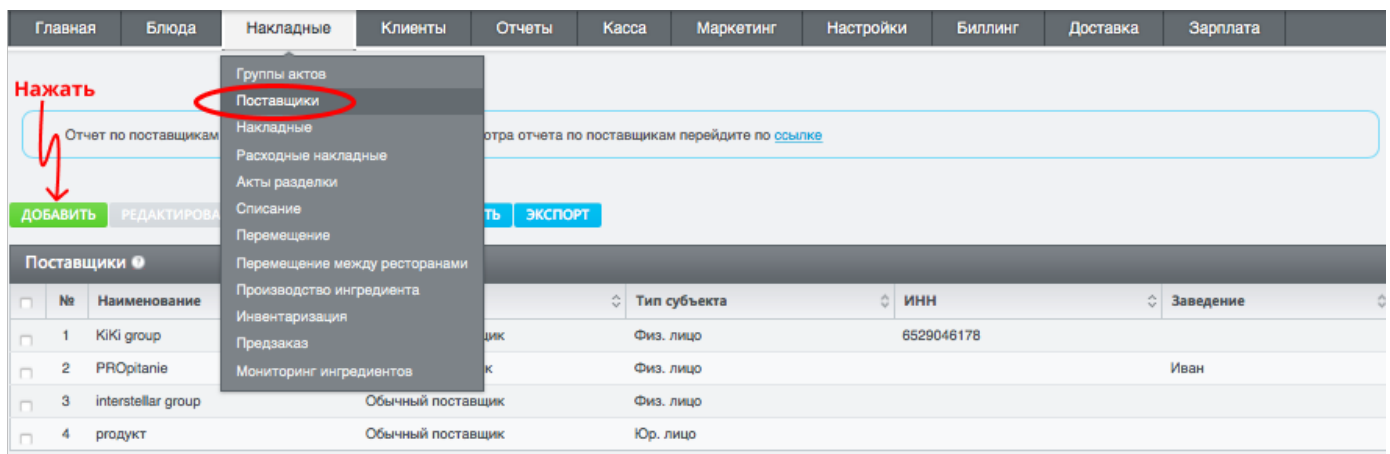 Главная Блюда Накладные Клиенты Отчеты Касса Маркетинг Настройки Биллинг Доставка Зарплата
Группы актов
Нажать
Поставщики
Накладные
Отчет по поставщикам отра отчета по поставщикам перейдите по ссылке
Расходные накладные
Акты разделки
Списание
ДОБАВИТЬ РЕДАКТИРОВА ТЬ ЭКСПОРТ
Перемещение
Поставщики Перемещение между ресторанами
Производство ингредиента
№ Наименование Тип субъекта ИНН Заведение
Инвентаризация
1 KiKi group щик Физ. лицо 6529046178
Предзаказ
2 PROpitanie к Физ. лицо Иван
Мониторинг ингредиентов
3 interstellar group Обычный поставщик Физ. лицо
4 продукт Обычный поставщик Юр. лицо